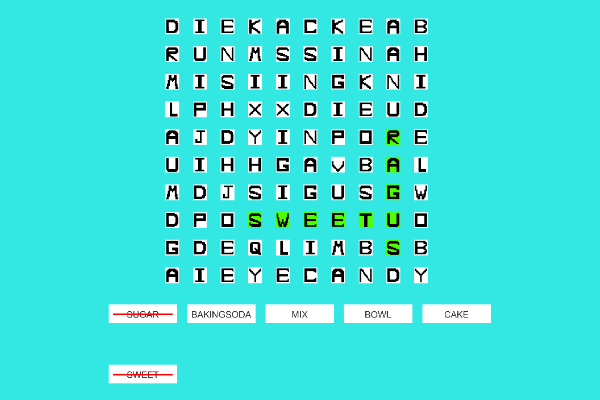 D I E K A C K E A B
R U N M S S I N A H
M I S I I N G K N I
L P H X X D I E U D
A J D Y I N P O R E
U I H H G A V B A L
M D J S I G U S G W
D P O S W E E T U O
G D E Q L I M B S B
A I E Y E C A N D Y
SUGAR BAKINGSODA MIX BOWL CAKE
SWEET